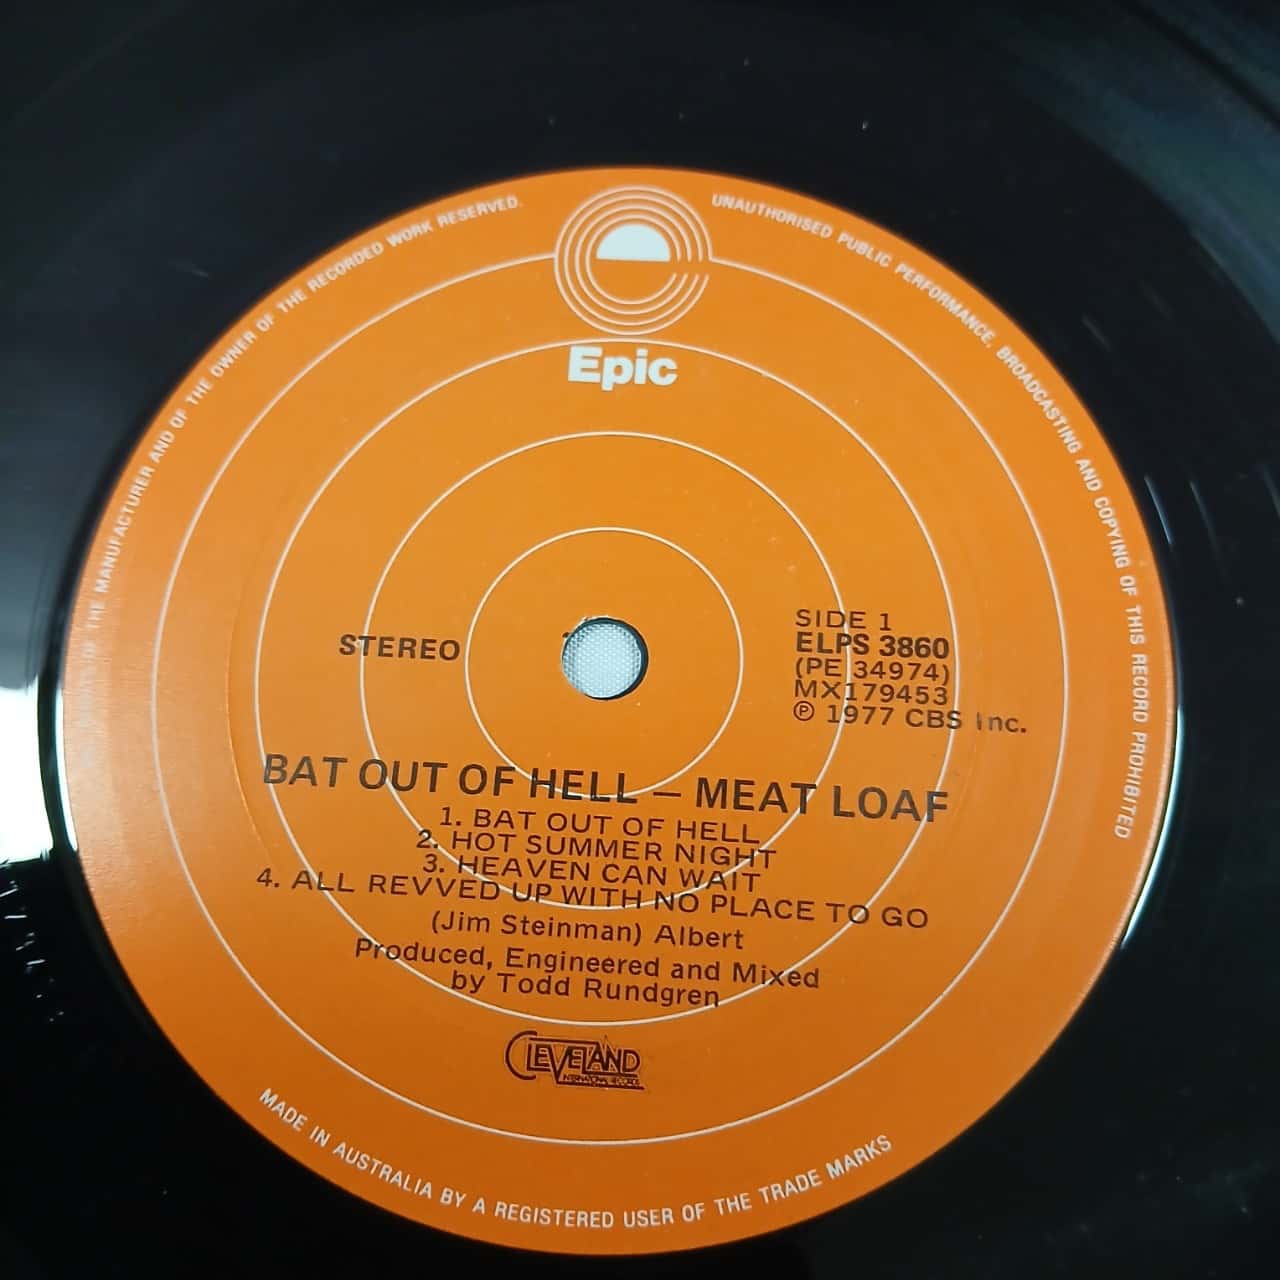 THE MANUFACTURER AND OF THE OWNER OF THE RECORDED WORK RESERVED.
UNAUTHORISED PUBLIC PERFORMANCE, BROADCASTING AND COPYING OF THIS RECORD PROHIBITED
Epic
STEREO
SIDE 1
ELPS 3860
(PE 34974)
MX179453
℗ 1977 CBS Inc.
BAT OUT OF HELL — MEAT LOAF
1. BAT OUT OF HELL
2. HOT SUMMER NIGHT
3. HEAVEN CAN WAIT
4. ALL REVVED UP WITH NO PLACE TO GO
(Jim Steinman) Albert
Produced, Engineered and Mixed
by Todd Rundgren
CLEVELAND
INTERNATIONAL RECORDS
MADE IN AUSTRALIA BY A REGISTERED USER OF THE TRADE MARKS